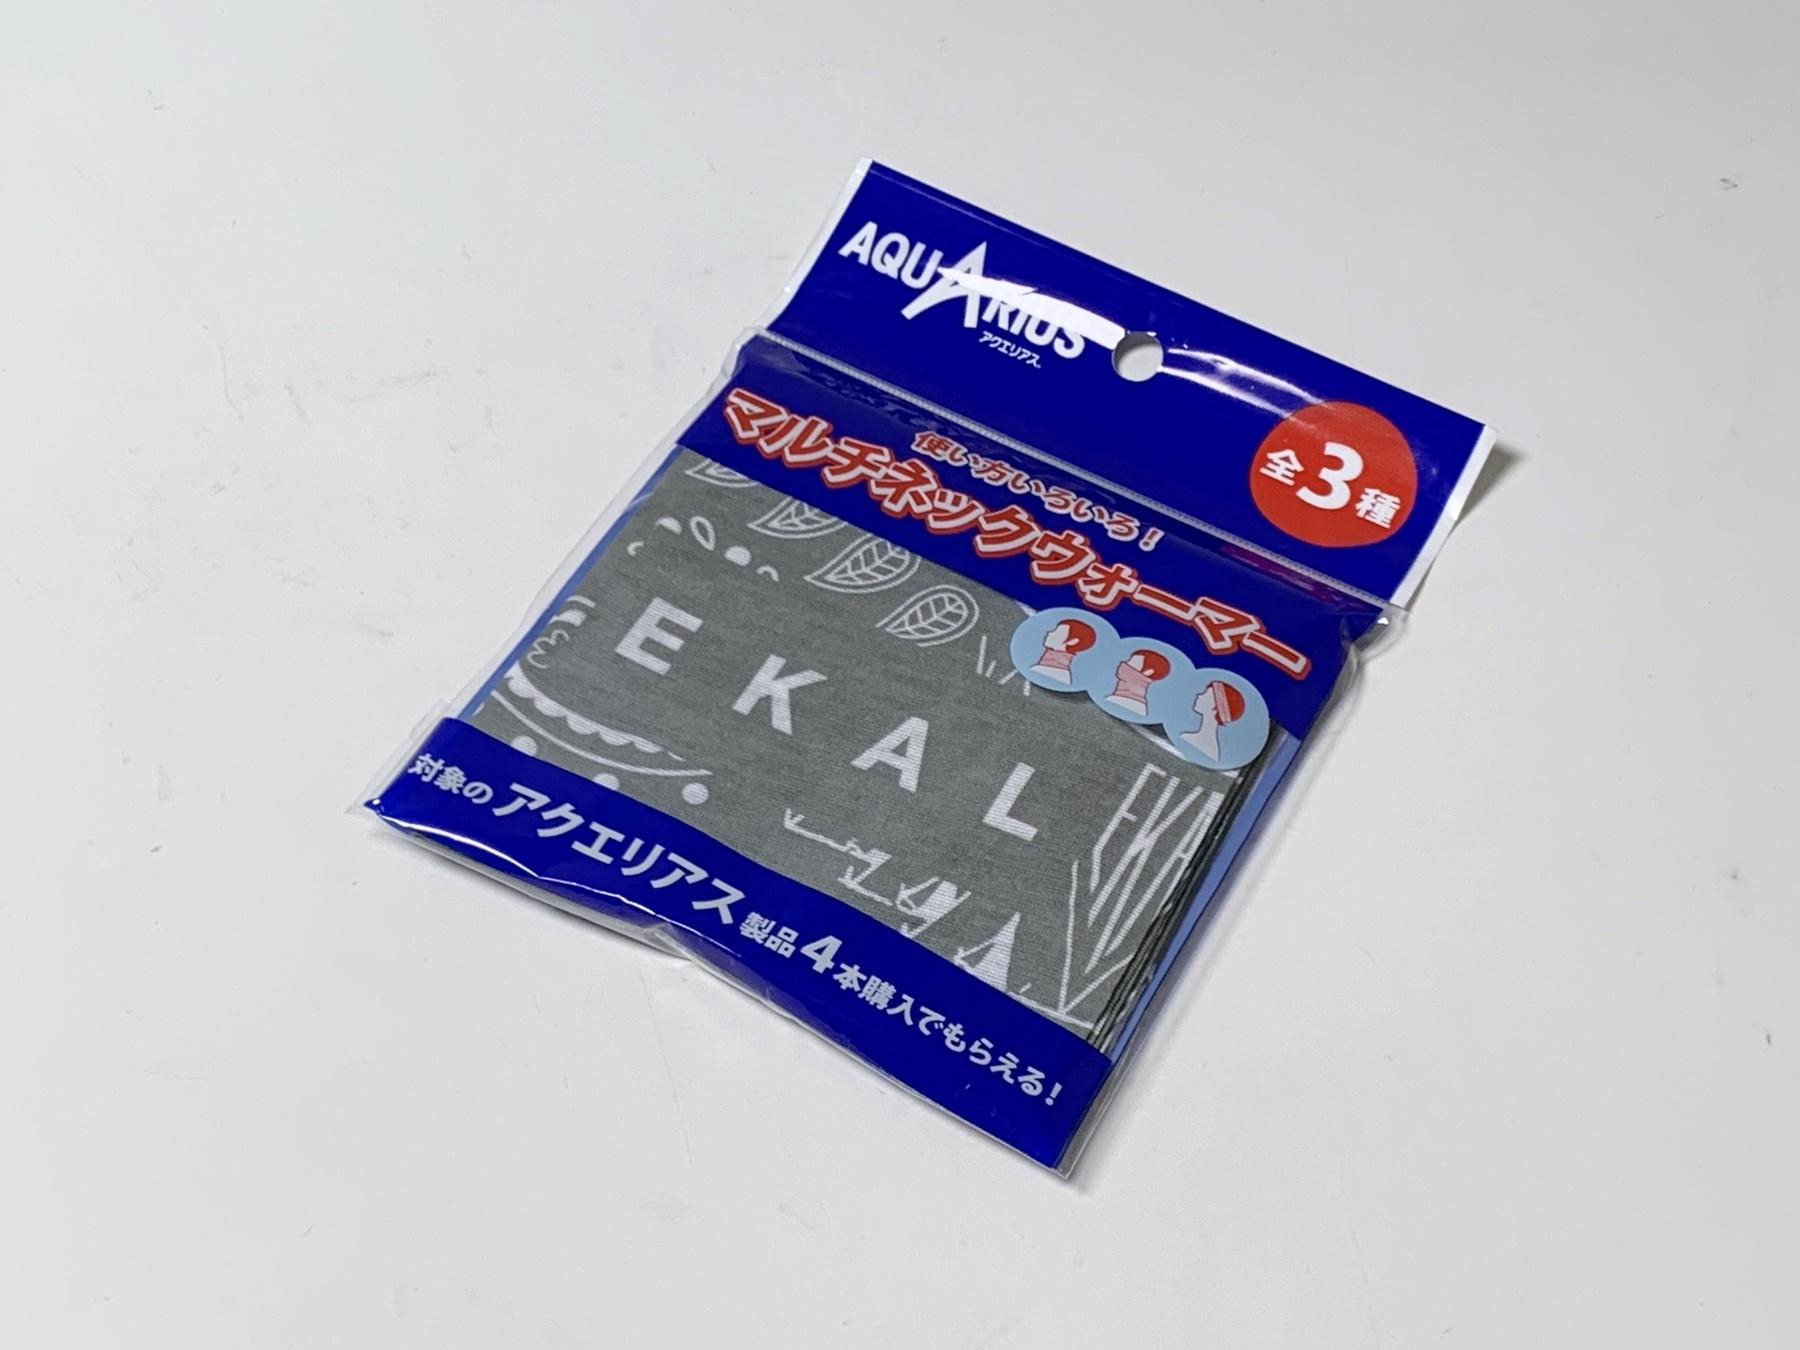 AQUARIUS
アクエリアス
全3種
使い方いろいろ!
マルチネックウォーマー
EKAL
EKA
対象のアクエリアス製品4本購入でもらえる!